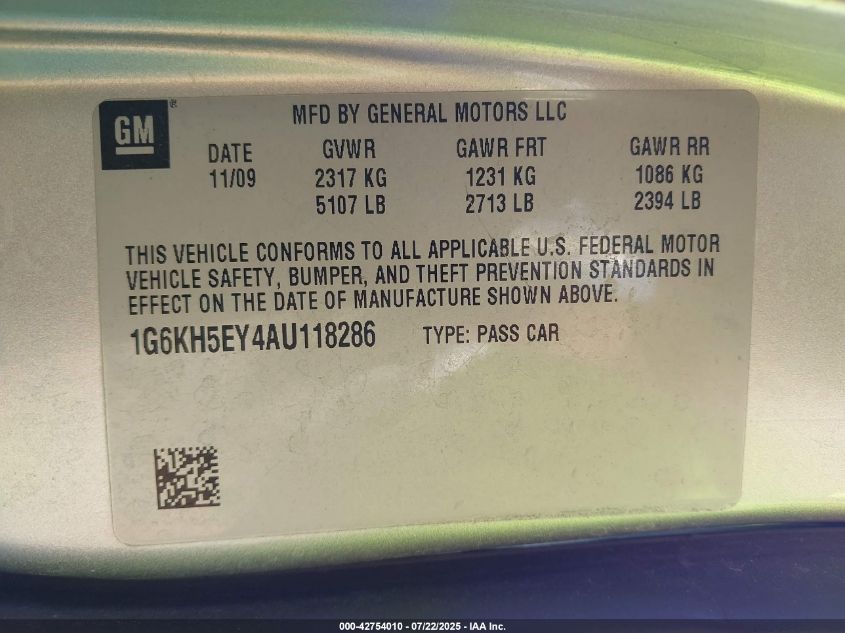 GM®
MFD BY GENERAL MOTORS LLC
DATE GVWR GAWR FRT GAWR RR
11/09 2317 KG 1231 KG 1086 KG
5107 LB 2713 LB 2394 LB
THIS VEHICLE CONFORMS TO ALL APPLICABLE U.S. FEDERAL MOTOR
VEHICLE SAFETY, BUMPER, AND THEFT PREVENTION STANDARDS IN
EFFECT ON THE DATE OF MANUFACTURE SHOWN ABOVE.
1G6KH5EY4AU118286 TYPE: PASS CAR
000-42754010 - 07/22/2025 - IAA Inc.